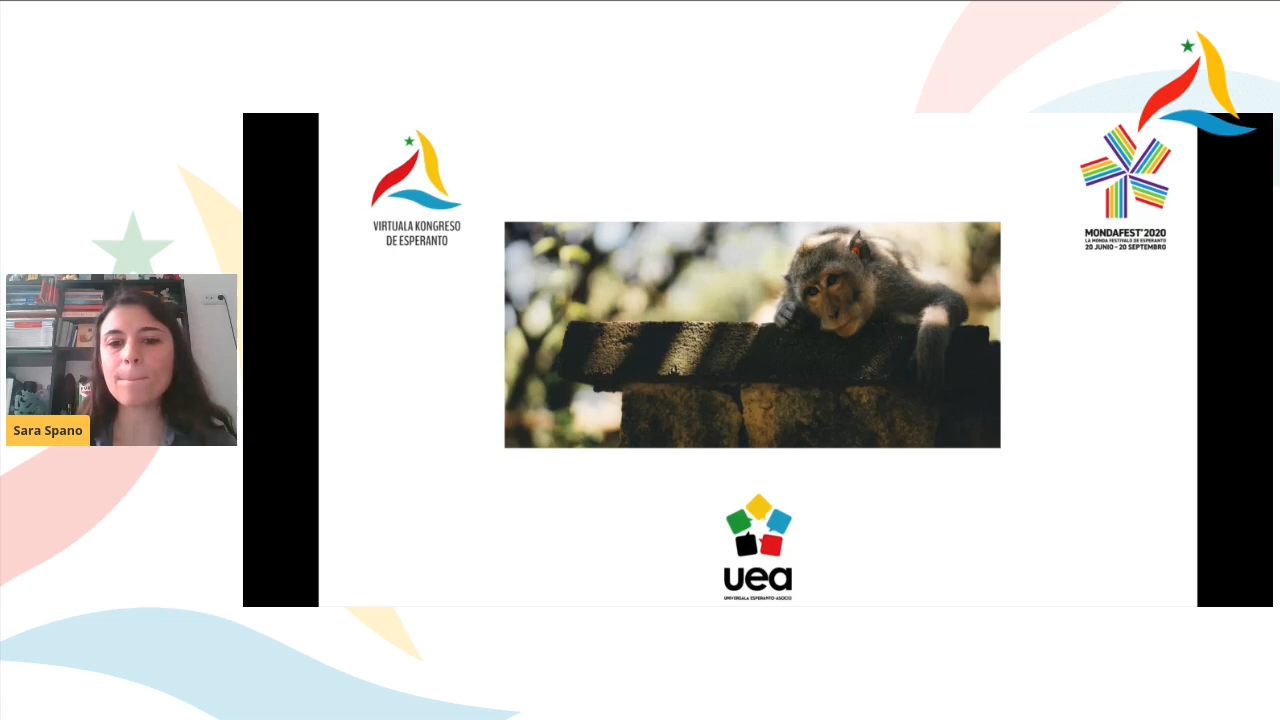 VIRTUALA KONGRESO
DE ESPERANTO
MONDAFEST'2020
LA MONDA FESTIVALO DE ESPERANTO
20 JUNIO - 20 SEPTEMBRO
Sara Spano
uea
UNIVERSALA ESPERANTO-ASOCIO